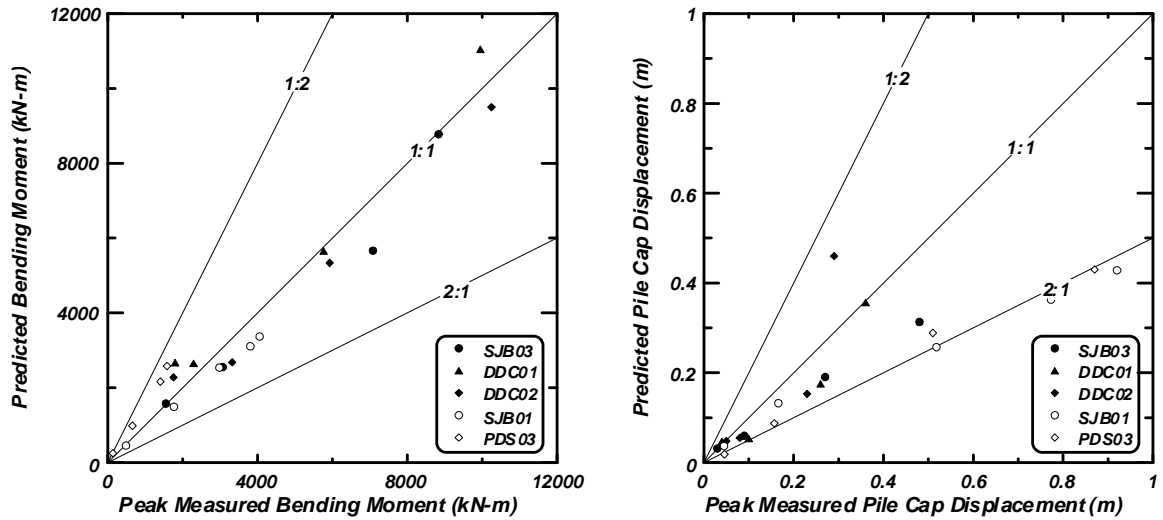 Predicted Bending Moment (kN-m)
12000
8000
4000
0
0
4000
8000
12000
Peak Measured Bending Moment (kN-m)
1:2
1:1
2:1
SJB03
DDC01
DDC02
SJB01
PDS03
Predicted Pile Cap Displacement (m)
1
0.8
0.6
0.4
0.2
0
0
0.2
0.4
0.6
0.8
1
Peak Measured Pile Cap Displacement (m)
1:2
1:1
2:1
SJB03
DDC01
DDC02
SJB01
PDS03